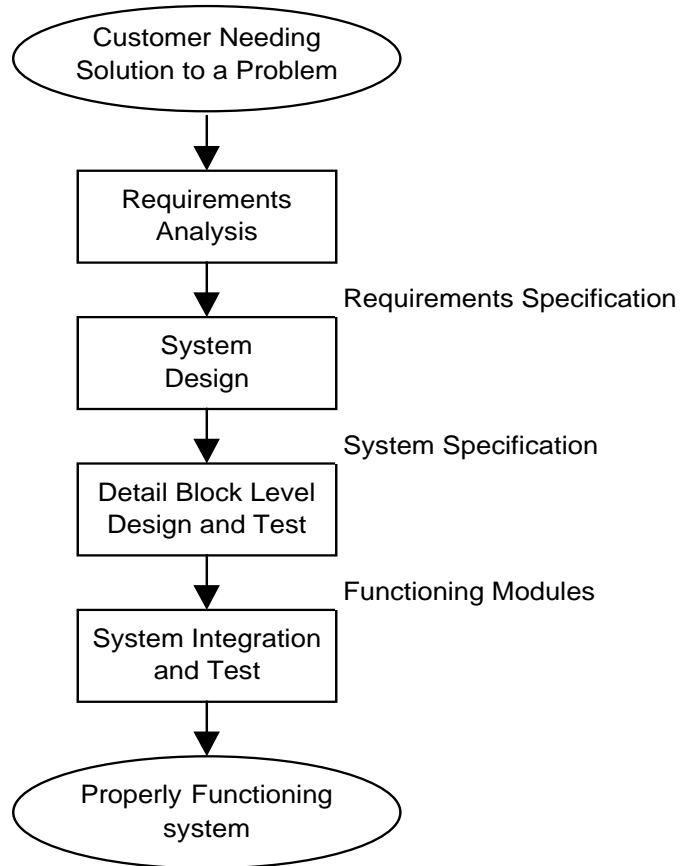 Customer Needing
Solution to a Problem
Requirements
Analysis
Requirements Specification
System
Design
System Specification
Detail Block Level
Design and Test
Functioning Modules
System Integration
and Test
Properly Functioning
system